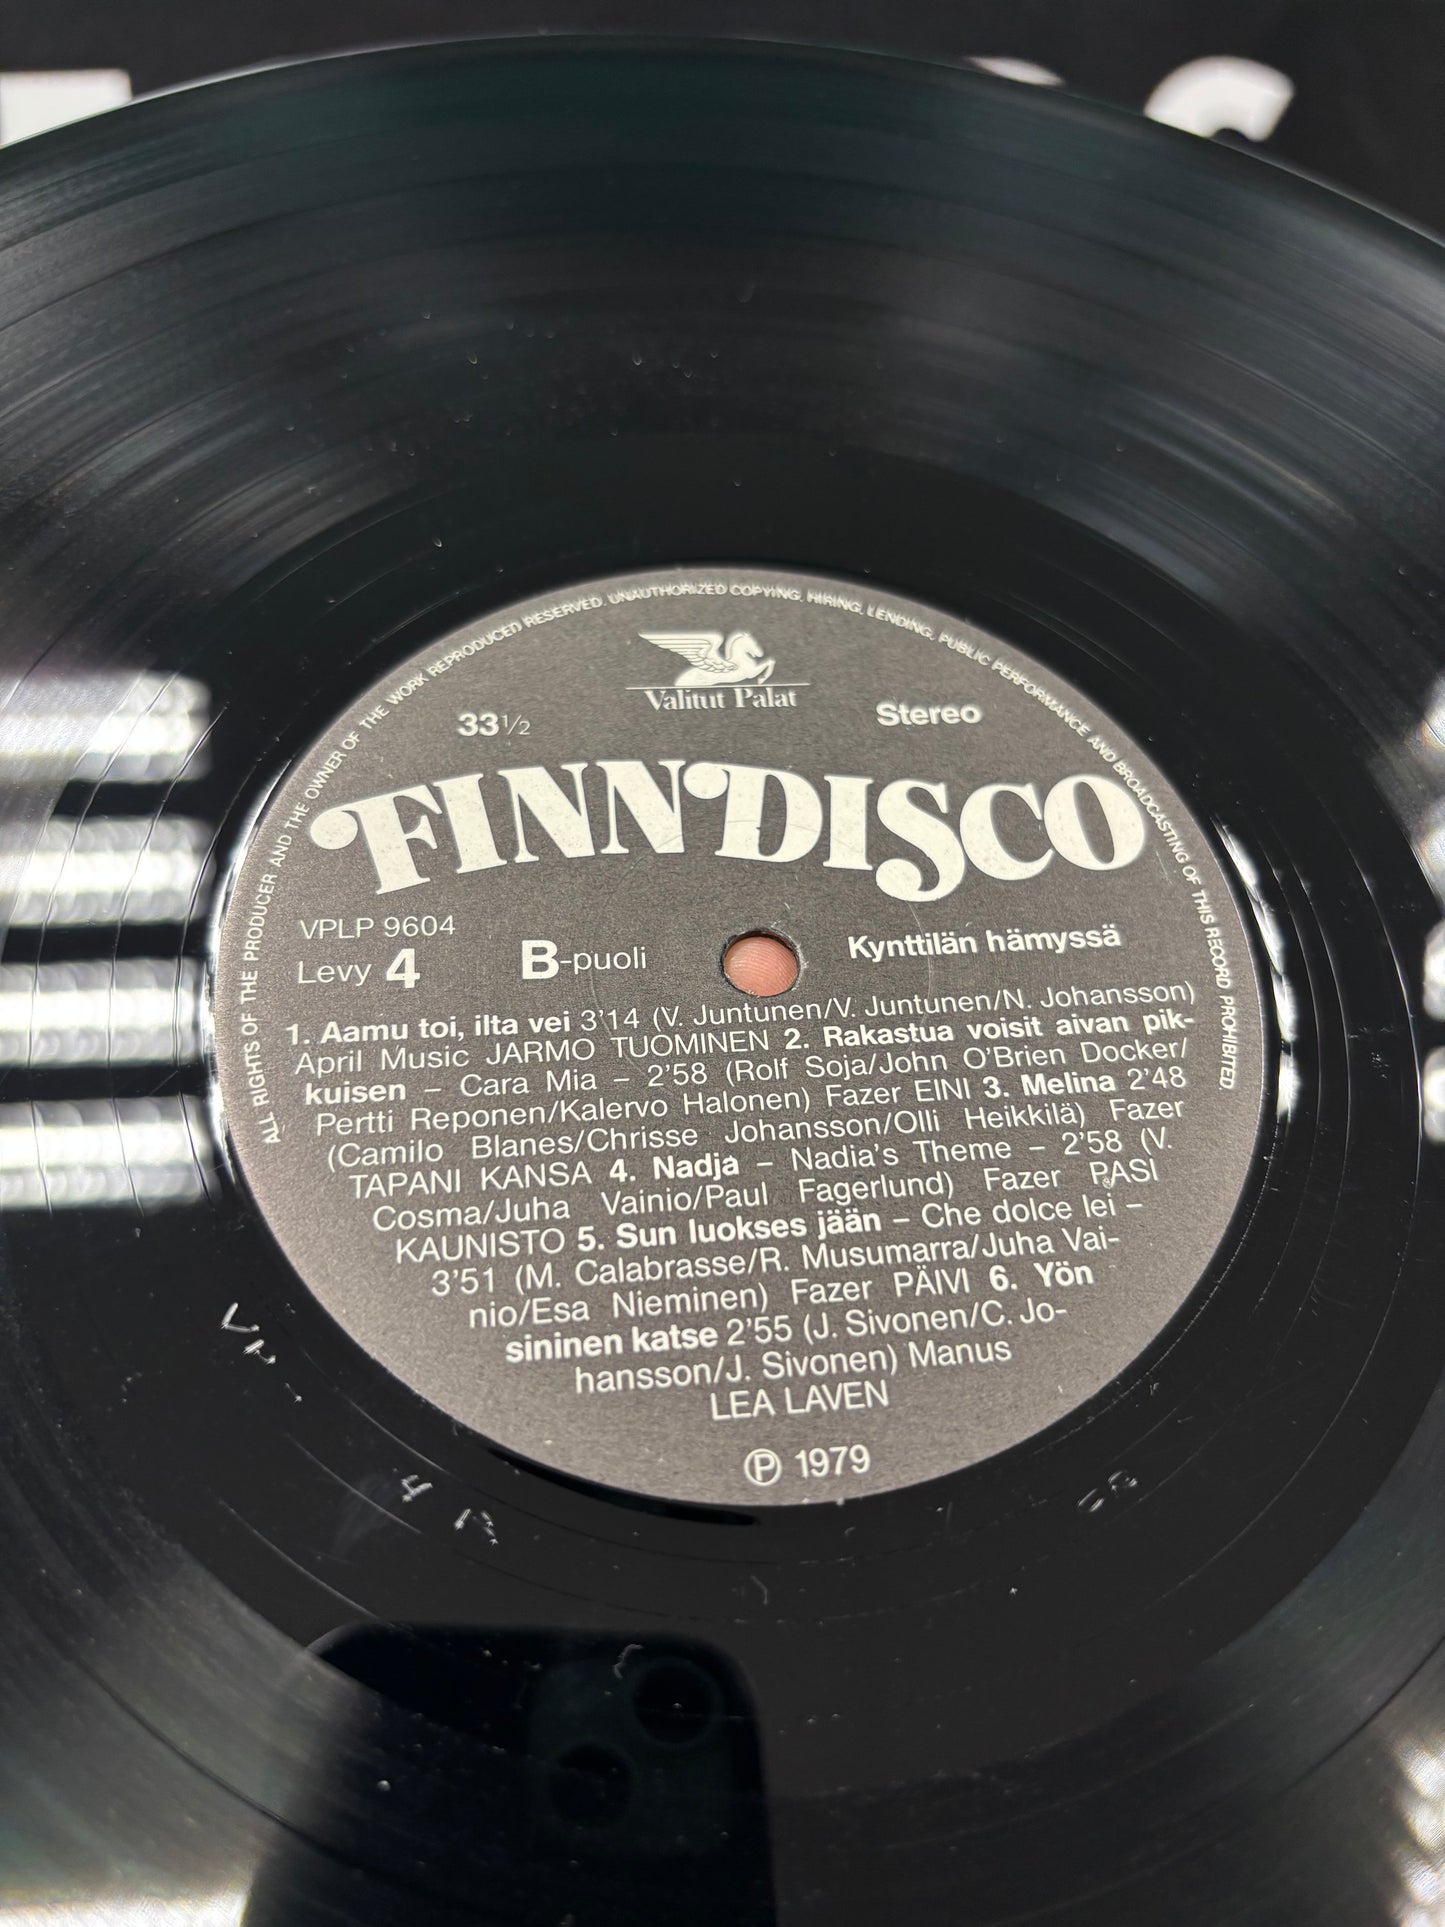 ALL RIGHTS OF THE PRODUCER AND THE OWNER OF THE WORK REPRODUCED RESERVED. UNAUTHORIZED COPYING, HIRING, LENDING, PUBLIC PERFORMANCE AND BROADCASTING OF THIS RECORD PROHIBITED.
Valitut Palat
33 1/2
Stereo
FINNDISCO
VPLP 9604
Levy 4
B-puoli
Kynttilän hämyssä
1. Aamu toi, ilta vei 3'14 (V. Juntunen/V. Juntunen/N. Johansson)
April Music JARMO TUOMINEN 2. Rakastua voisit aivan pik-
kuisen – Cara Mia – 2'58 (Rolf Soja/John O'Brien Docker/
Pertti Reponen/Kalervo Halonen) Fazer EINI 3. Melina 2'48
(Camilo Blanes/Chrisse Johansson/Olli Heikkilä) Fazer
TAPANI KANSA 4. Nadja – Nadia's Theme – 2'58 (V.
Cosma/Juha Vainio/Paul Fagerlund) Fazer PASI
KAUNISTO 5. Sun luokses jään – Che dolce lei –
3'51 (M. Calabrasse/R. Musumarra/Juha Vai-
nio/Esa Nieminen) Fazer PÄIVI 6. Yön
sininen katse 2'55 (J. Sivonen/C. Jo-
hansson/J. Sivonen) Manus
LEA LAVEN
Ⓟ 1979